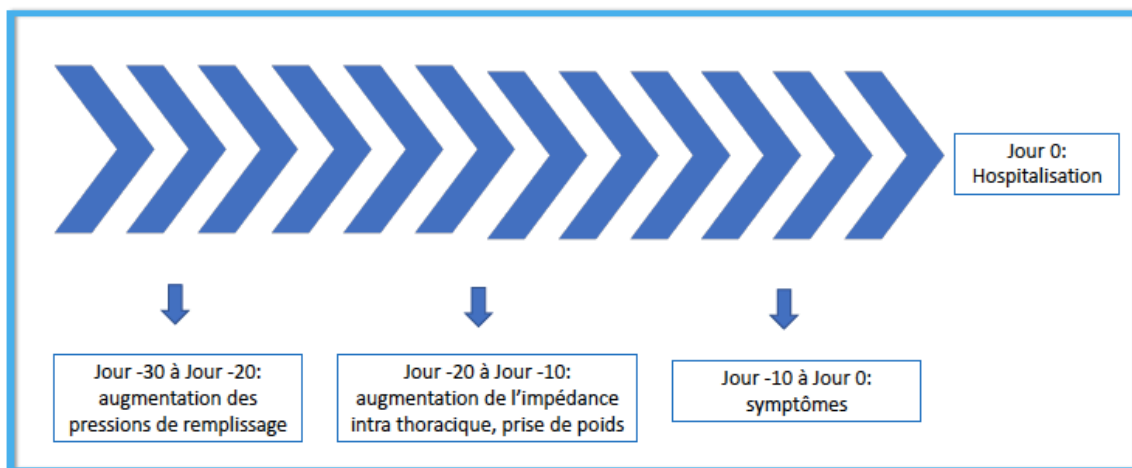 Jour 0:
Hospitalisation
Jour -30 à Jour -20:
augmentation des
pressions de remplissage
Jour -20 à Jour -10:
augmentation de l'impédance
intra thoracique, prise de poids
Jour -10 à Jour 0:
symptômes